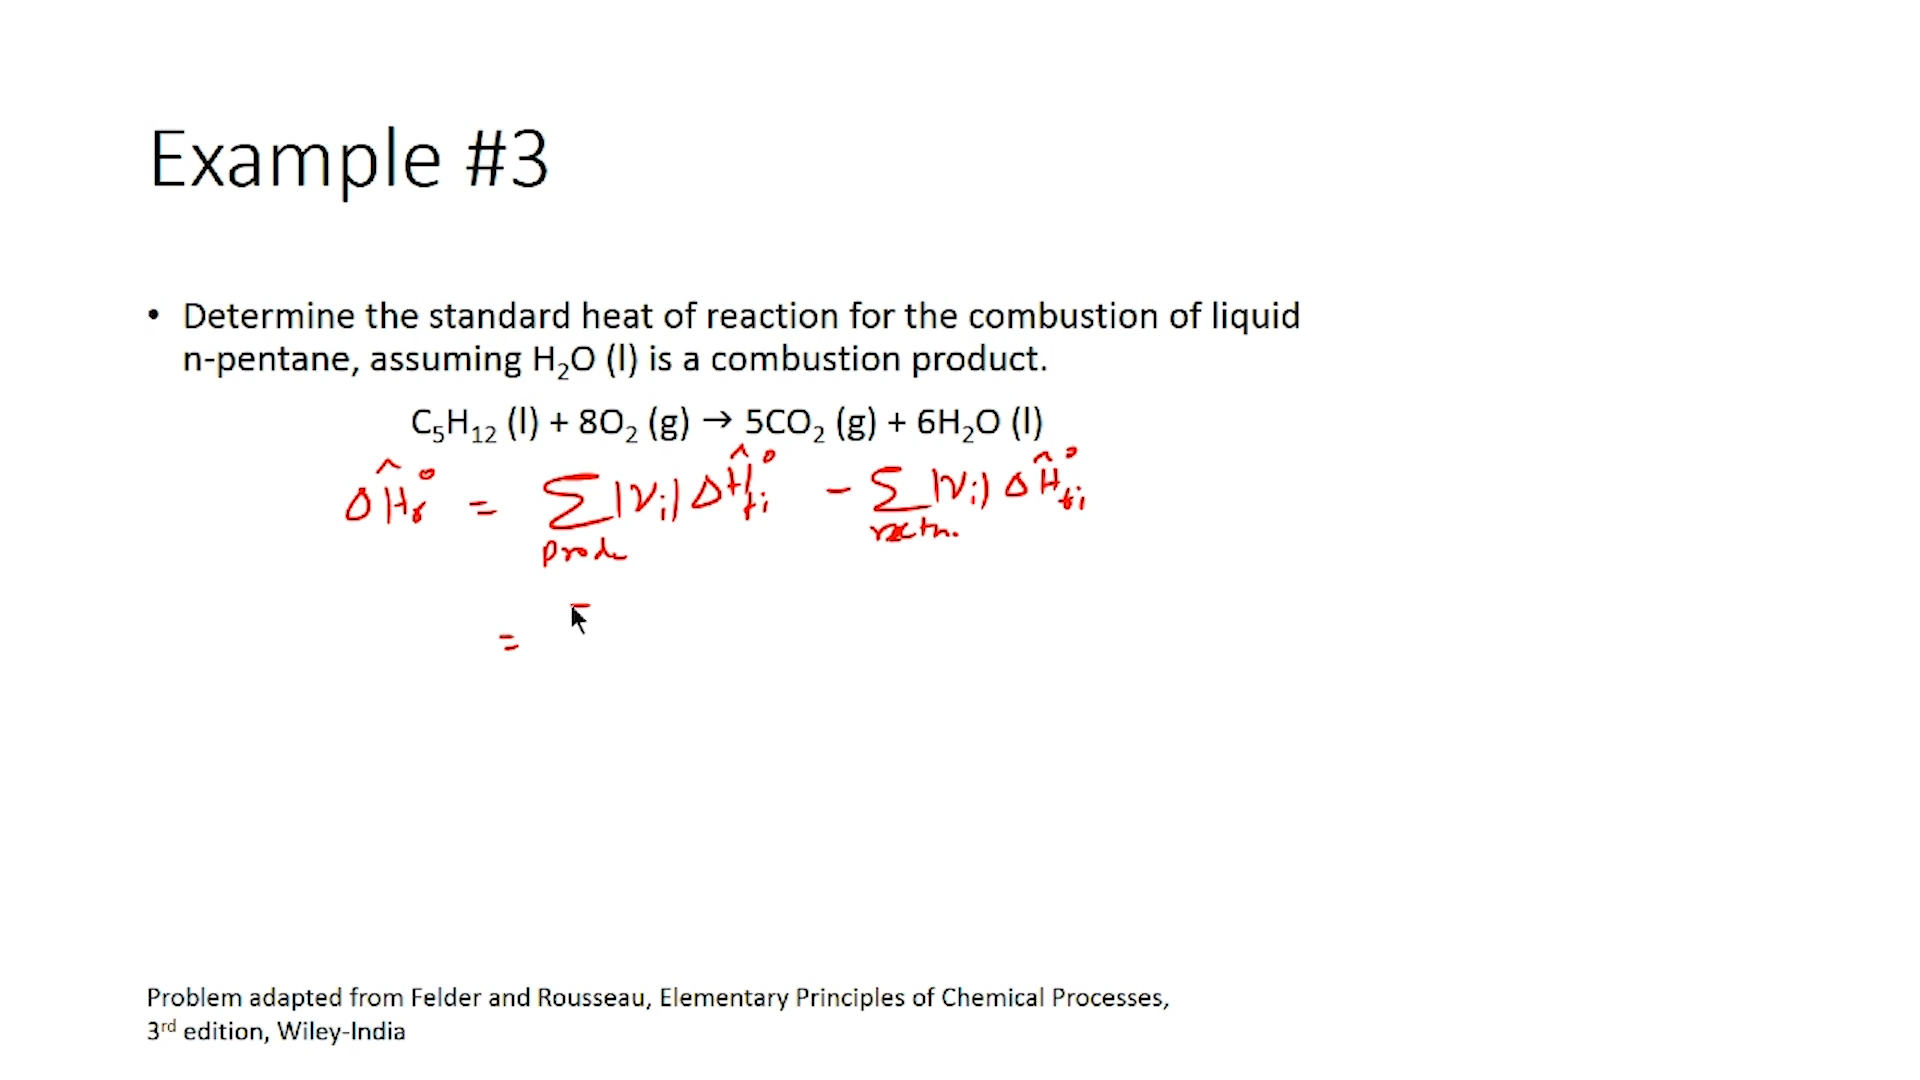 Example #3
• Determine the standard heat of reaction for the combustion of liquid
n-pentane, assuming H₂O (l) is a combustion product.
C₅H₁₂ (l) + 8O₂ (g) → 5CO₂ (g) + 6H₂O (l)
ΔĤr° = Σ |νi| ΔĤfi° - Σ |νi| ΔĤfi°
prod rectn.
=
Problem adapted from Felder and Rousseau, Elementary Principles of Chemical Processes,
3rd edition, Wiley-India